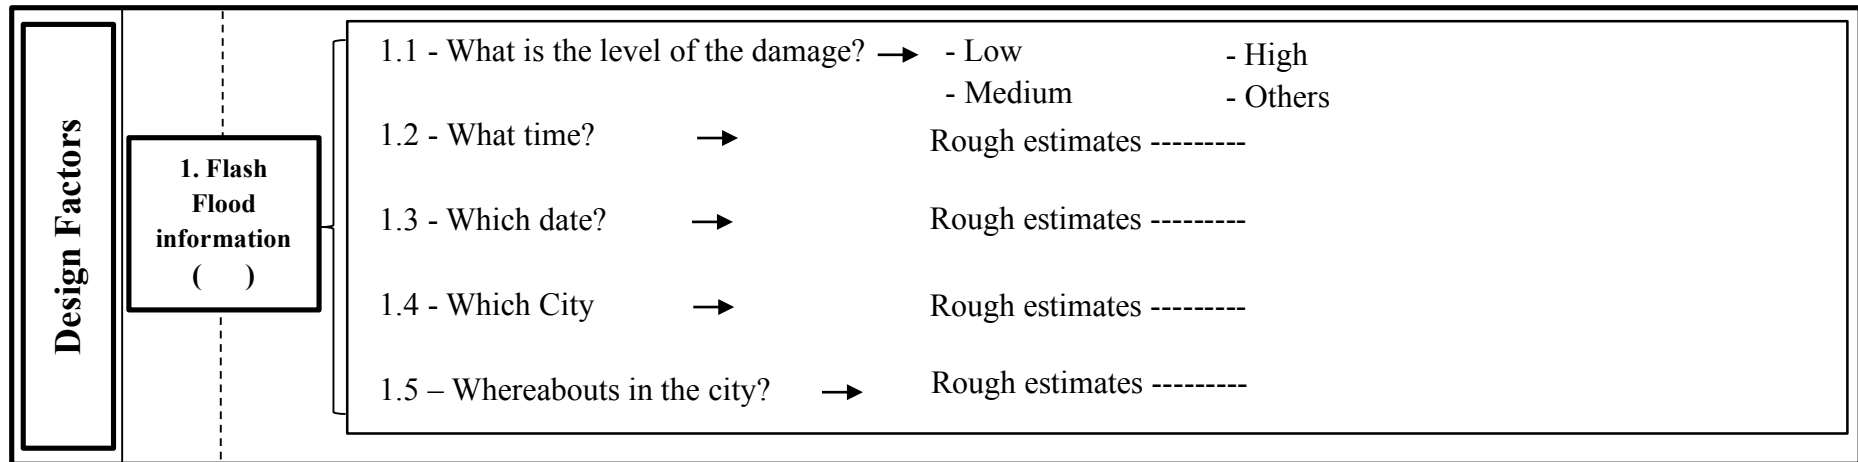 Design Factors
1. Flash
Flood
information
(      )
1.1 - What is the level of the damage? → - Low - High
- Medium - Others
1.2 - What time? → Rough estimates ---------
1.3 - Which date? → Rough estimates ---------
1.4 - Which City → Rough estimates ---------
1.5 – Whereabouts in the city? → Rough estimates ---------